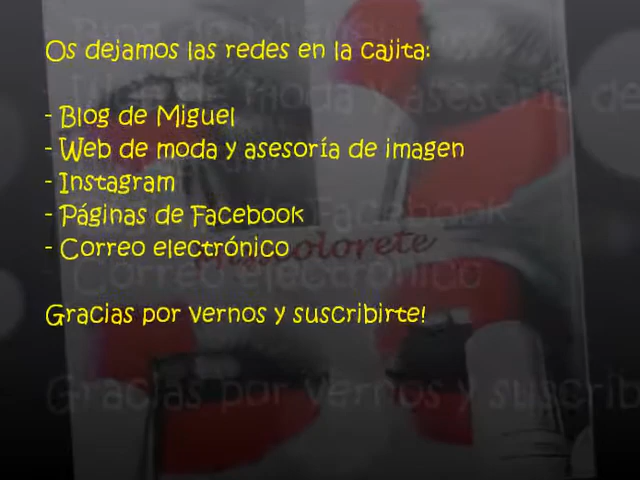 Os dejamos las redes en la cajita:
- Blog de Miguel
- Web de moda y asesoría de imagen
- Instagram
- Páginas de Facebook
- Correo electrónico
Gracias por vernos y suscribirte!